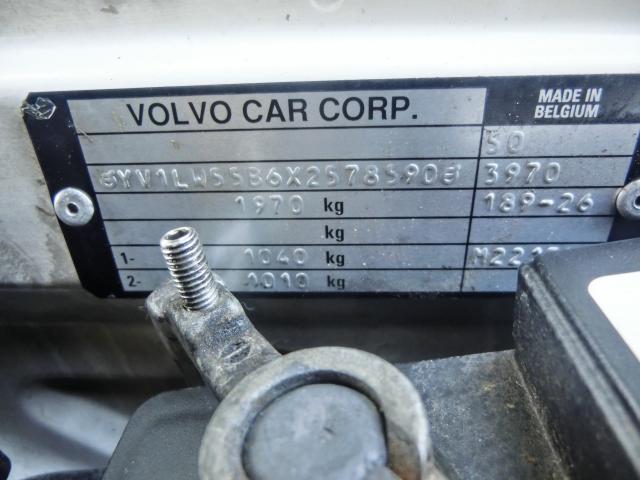 VOLVO CAR CORP. MADE IN
BELGIUM
50
YV1LW55B6X2578590 3970
1970 kg 189-26
kg
1- 1040 kg
2- 1010 kg